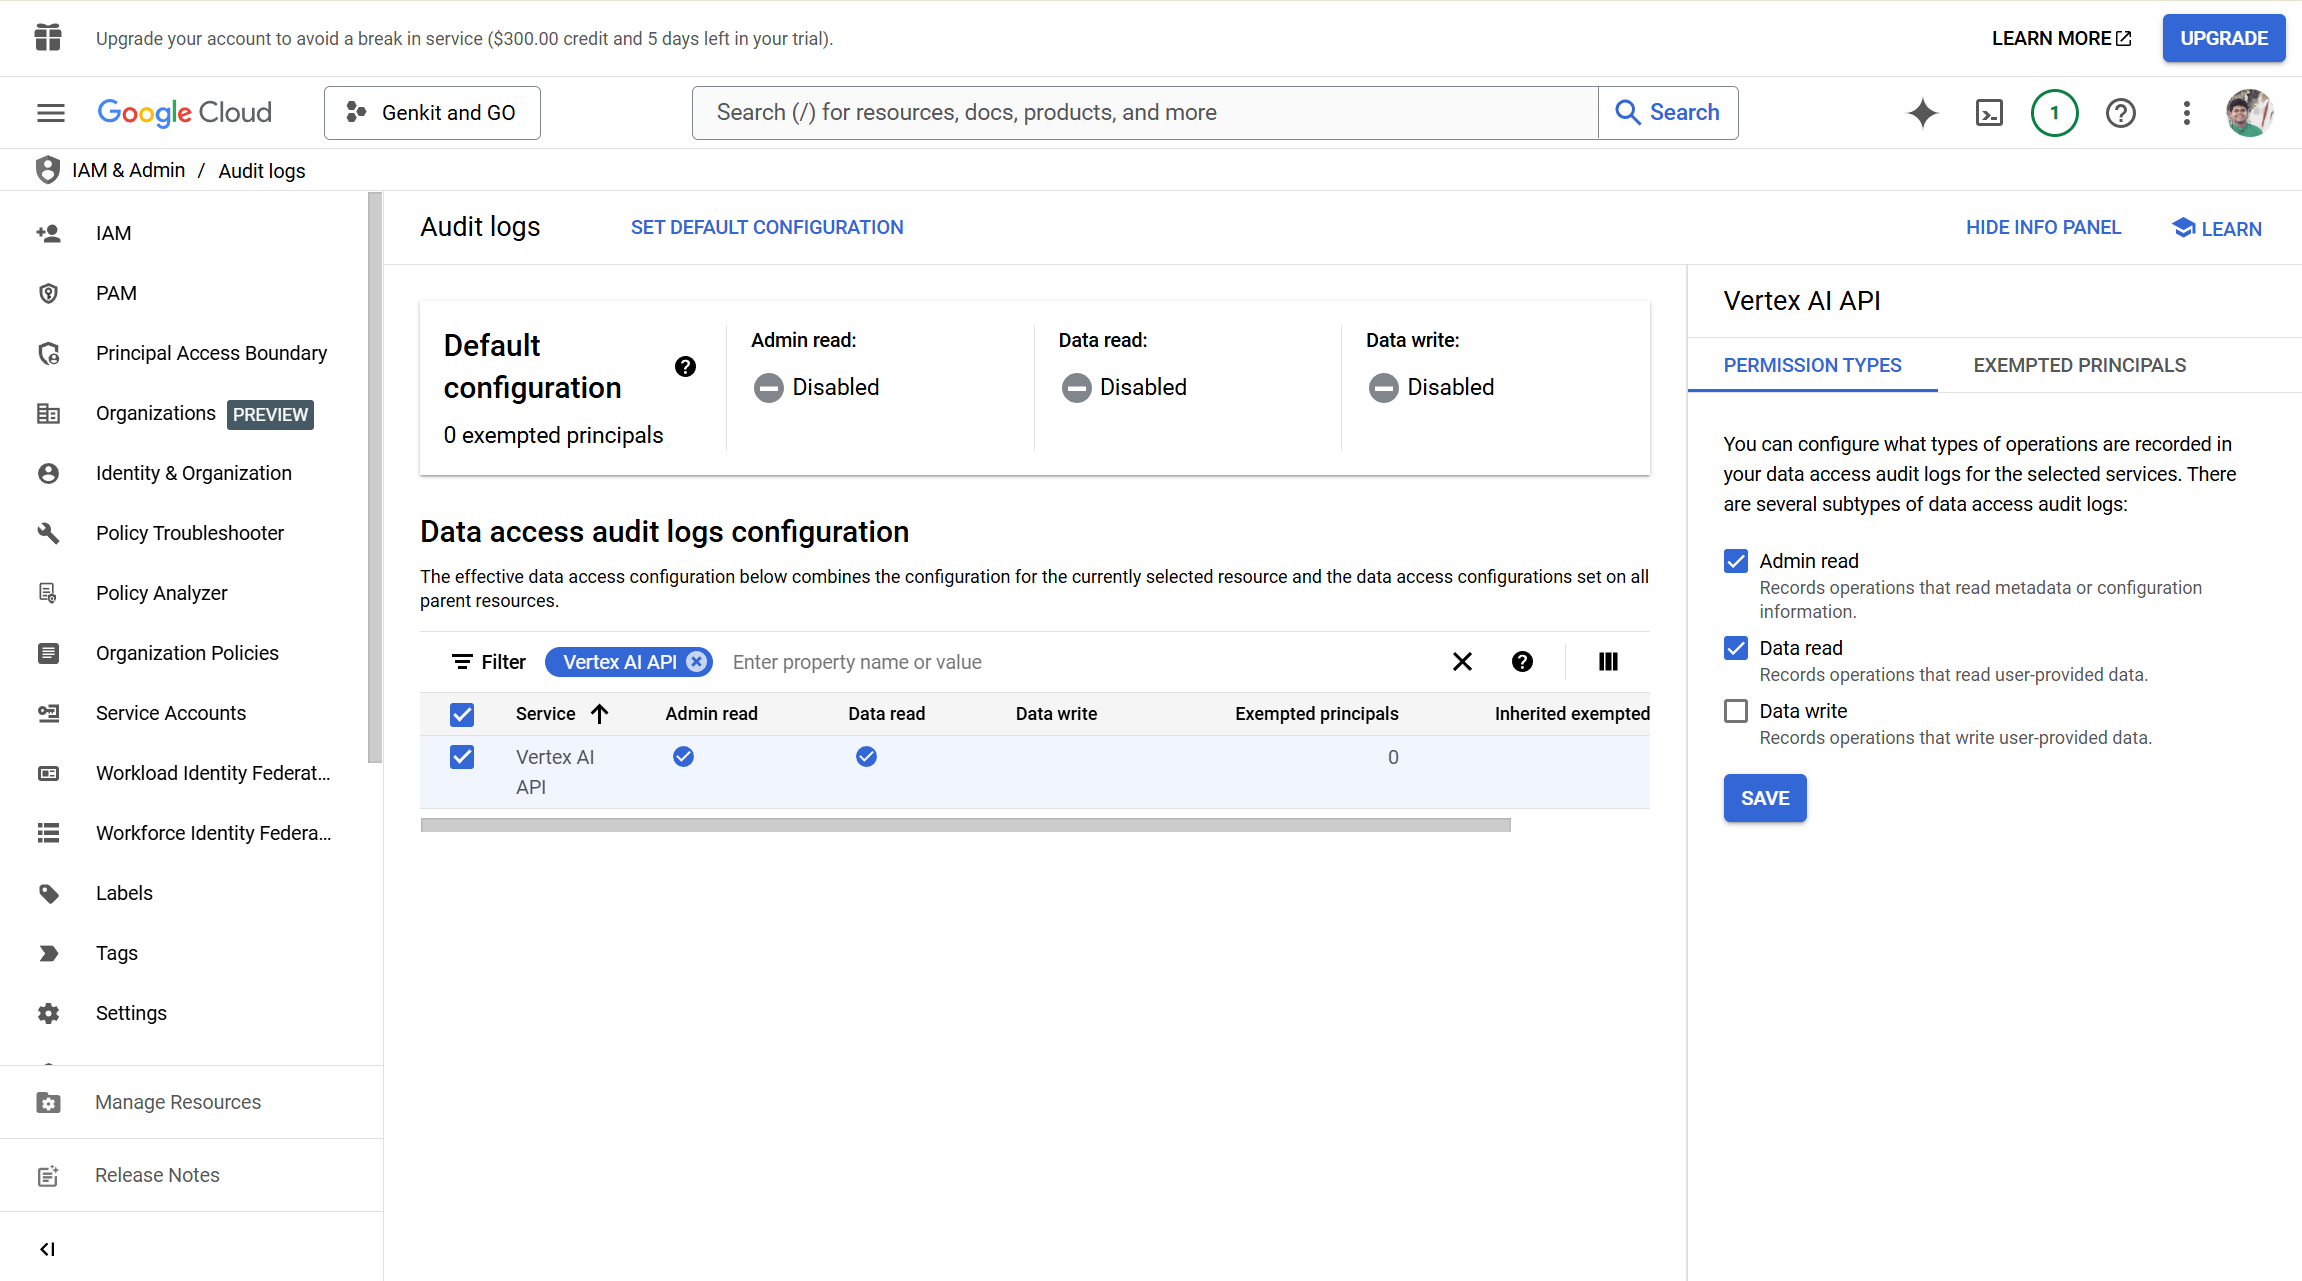 Upgrade your account to avoid a break in service ($300.00 credit and 5 days left in your trial).
LEARN MORE
UPGRADE
Google Cloud
Genkit and GO
Search (/) for resources, docs, products, and more
Search
1
IAM & Admin / Audit logs
IAM
PAM
Principal Access Boundary
Organizations PREVIEW
Identity & Organization
Policy Troubleshooter
Policy Analyzer
Organization Policies
Service Accounts
Workload Identity Federat...
Workforce Identity Federa...
Labels
Tags
Settings
Manage Resources
Release Notes
Audit logs
SET DEFAULT CONFIGURATION
HIDE INFO PANEL
LEARN
Default
configuration
0 exempted principals
Admin read:
Disabled
Data read:
Disabled
Data write:
Disabled
Data access audit logs configuration
The effective data access configuration below combines the configuration for the currently selected resource and the data access configurations set on all
parent resources.
Filter
Vertex AI API
Enter property name or value
Service Admin read Data read Data write Exempted principals Inherited exempted
Vertex AI
API
0
Vertex AI API
PERMISSION TYPES
EXEMPTED PRINCIPALS
You can configure what types of operations are recorded in
your data access audit logs for the selected services. There
are several subtypes of data access audit logs:
Admin read
Records operations that read metadata or configuration
information.
Data read
Records operations that read user-provided data.
Data write
Records operations that write user-provided data.
SAVE